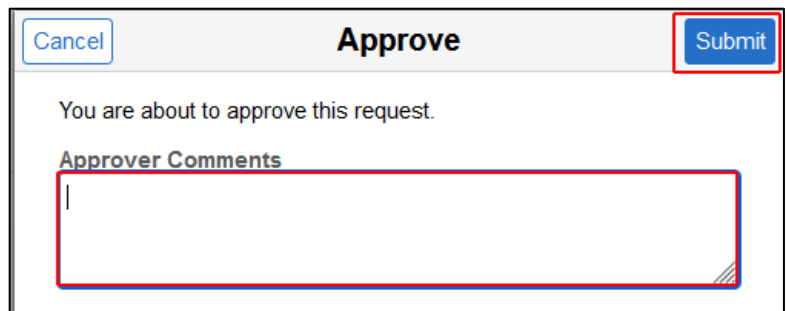 Cancel Approve Submit
You are about to approve this request.
Approver Comments